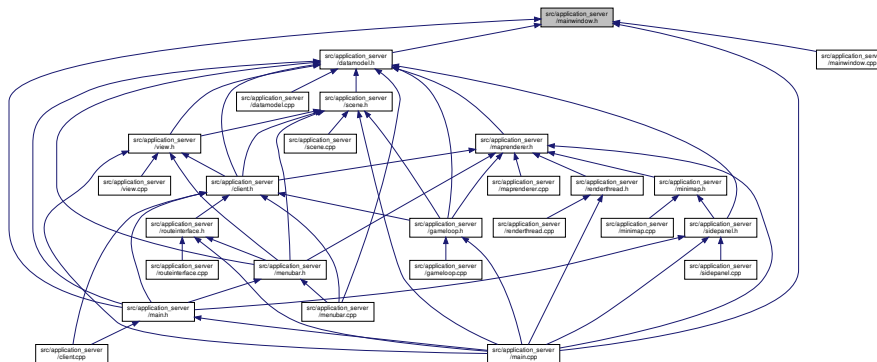 src/application_server
/mainwindow.h
src/application_server
/datamodel.h
src/application_server
/mainwindow.cpp
src/application_server
/datamodel.cpp
src/application_server
/scene.h
src/application_server
/view.h
src/application_server
/scene.cpp
src/application_server
/maprenderer.h
src/application_server
/view.cpp
src/application_server
/client.h
src/application_server
/maprenderer.cpp
src/application_server
/renderthread.h
src/application_server
/minimap.h
src/application_server
/routeinterface.h
src/application_server
/gameloop.h
src/application_server
/renderthread.cpp
src/application_server
/minimap.cpp
src/application_server
/sidepanel.h
src/application_server
/routeinterface.cpp
src/application_server
/menubar.h
src/application_server
/gameloop.cpp
src/application_server
/sidepanel.cpp
src/application_server
/main.h
src/application_server
/menubar.cpp
src/application_server
/client.cpp
src/application_server
/main.cpp